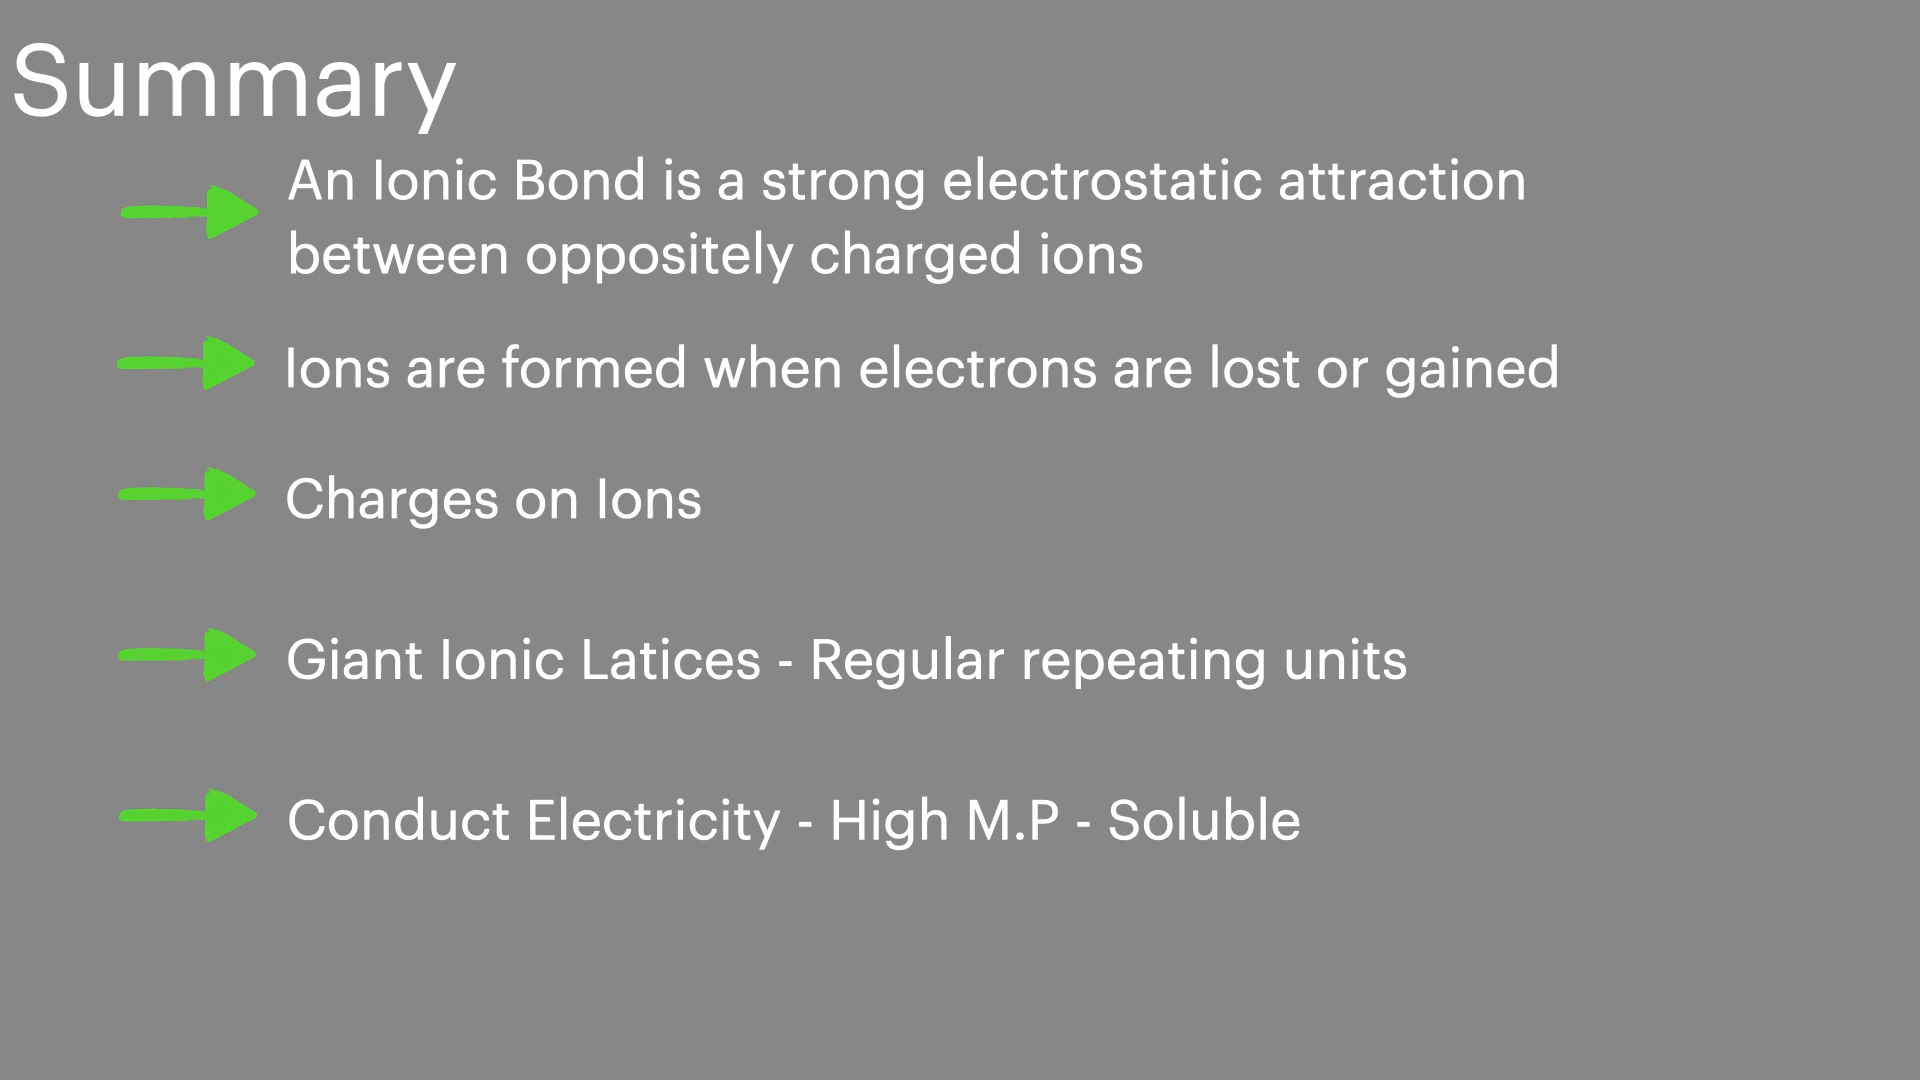 Summary
An Ionic Bond is a strong electrostatic attraction
between oppositely charged ions
Ions are formed when electrons are lost or gained
Charges on Ions
Giant Ionic Latices - Regular repeating units
Conduct Electricity - High M.P - Soluble